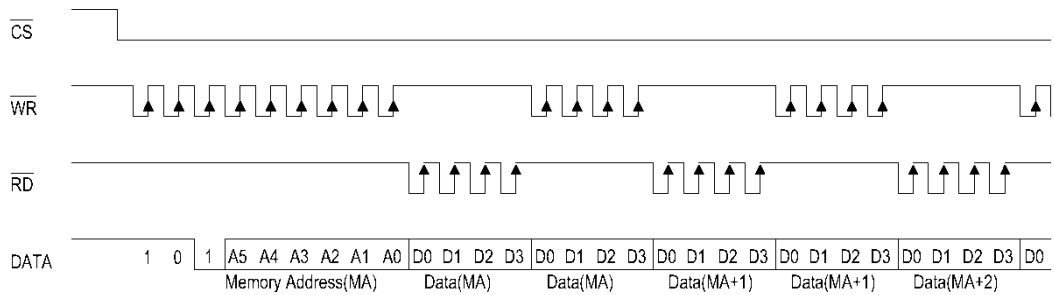 CS
WR
RD
DATA 1 0 1 A5 A4 A3 A2 A1 A0 D0 D1 D2 D3 D0 D1 D2 D3 D0 D1 D2 D3 D0 D1 D2 D3 D0 D1 D2 D3 D0
Memory Address(MA) Data(MA) Data(MA) Data(MA+1) Data(MA+1) Data(MA+2)